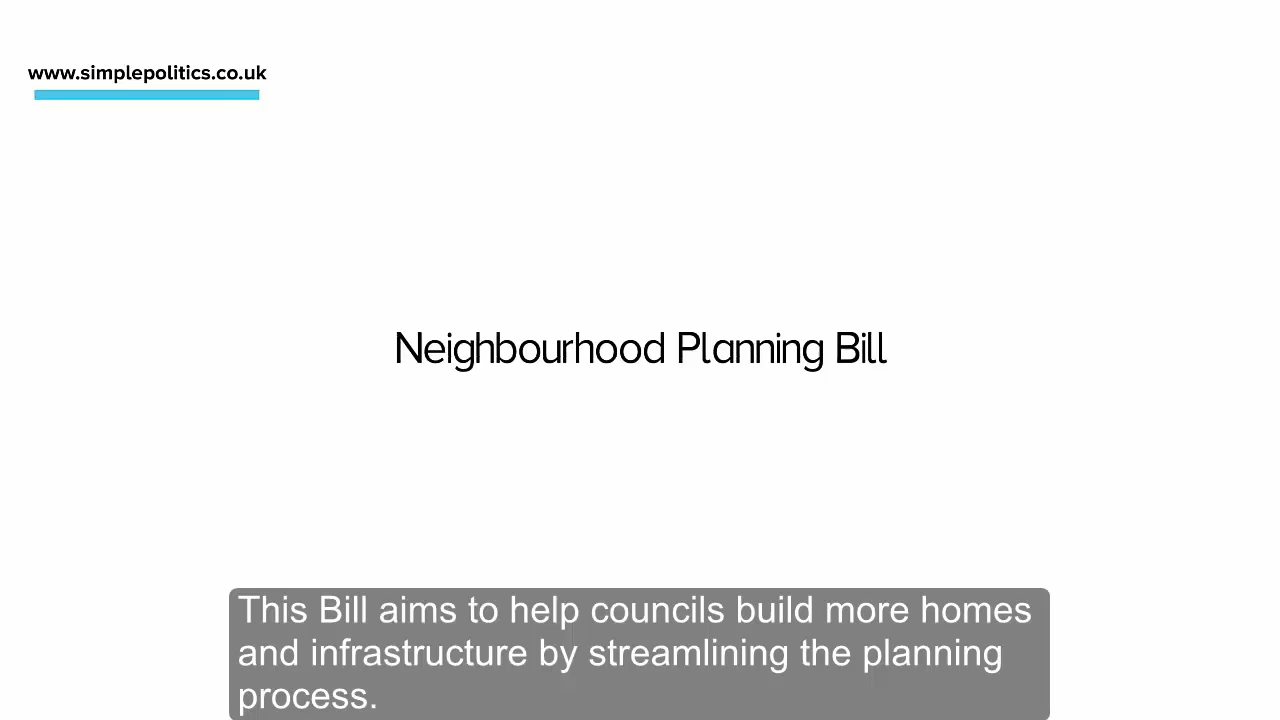 www.simplepolitics.co.uk
Neighbourhood Planning Bill
This Bill aims to help councils build more homes
and infrastructure by streamlining the planning
process.